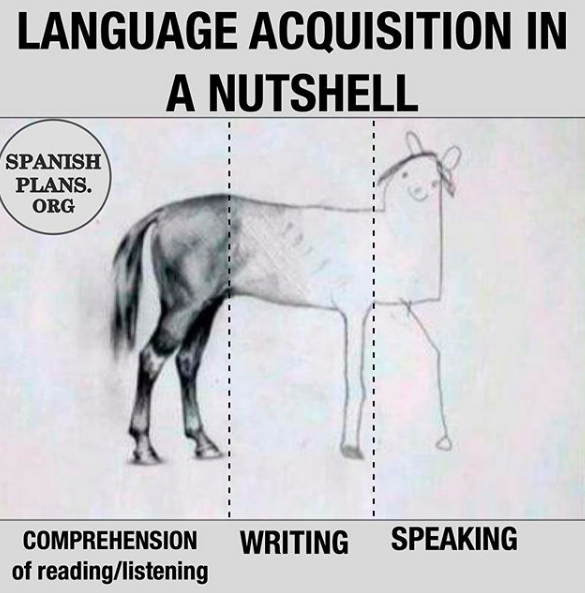 LANGUAGE ACQUISITION IN
A NUTSHELL
SPANISH
PLANS.
ORG
COMPREHENSION
of reading/listening
WRITING
SPEAKING